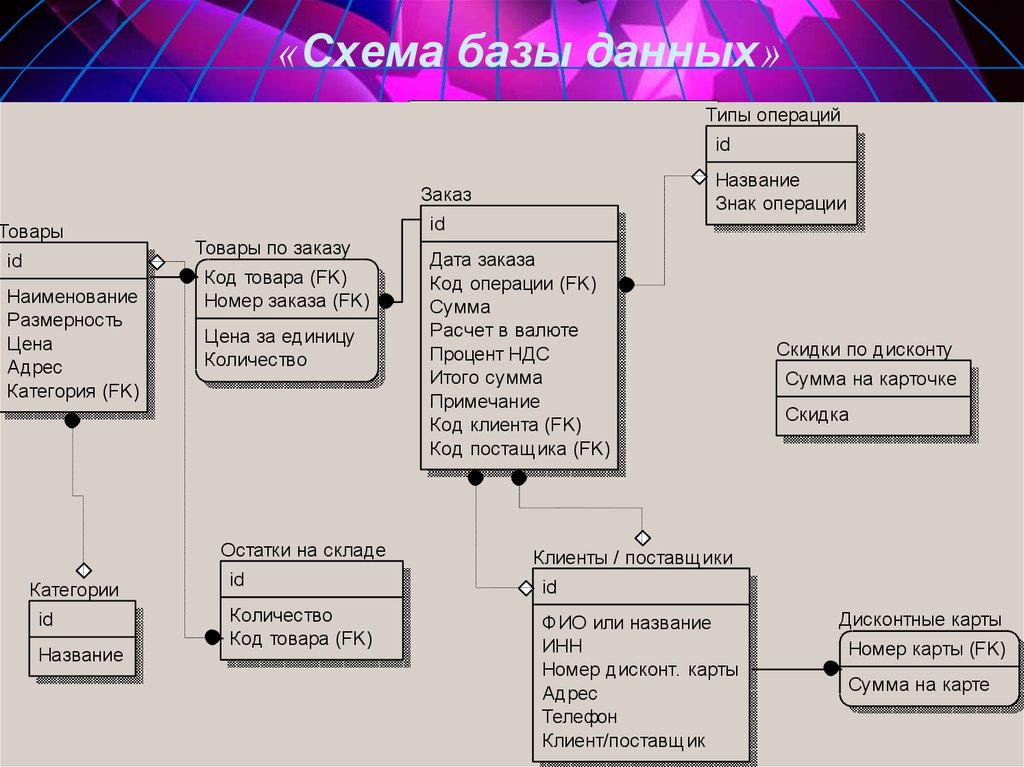 «Схема базы данных»
Типы операций
id
Название
Знак операции
Заказ
id
Дата заказа
Код операции (FK)
Сумма
Расчет в валюте
Процент НДС
Итого сумма
Примечание
Код клиента (FK)
Код постащика (FK)
Товары
id
Наименование
Размерность
Цена
Адрес
Категория (FK)
Товары по заказу
Код товара (FK)
Номер заказа (FK)
Цена за единицу
Количество
Скидки по дисконту
Сумма на карточке
Скидка
Категории
id
Название
Остатки на складе
id
Количество
Код товара (FK)
Клиенты / поставщики
id
ФИО или название
ИНН
Номер дисконт. карты
Адрес
Телефон
Клиент/поставщик
Дисконтные карты
Номер карты (FK)
Сумма на карте